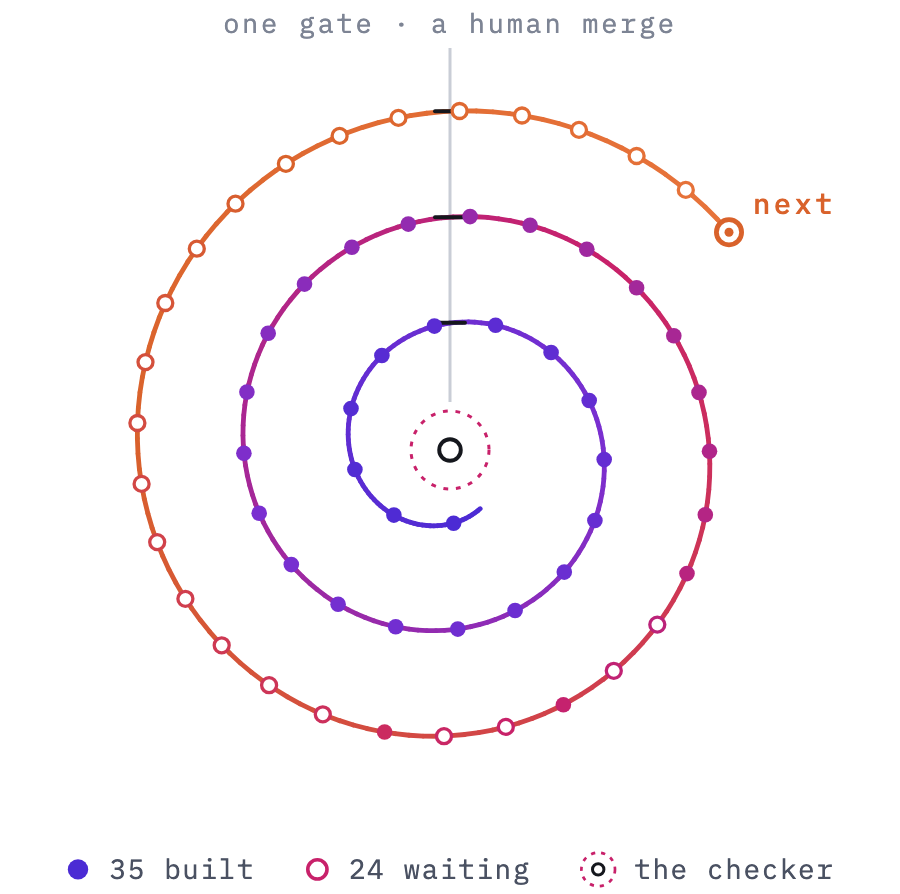 one gate · a human merge
next
35 built
24 waiting
the checker